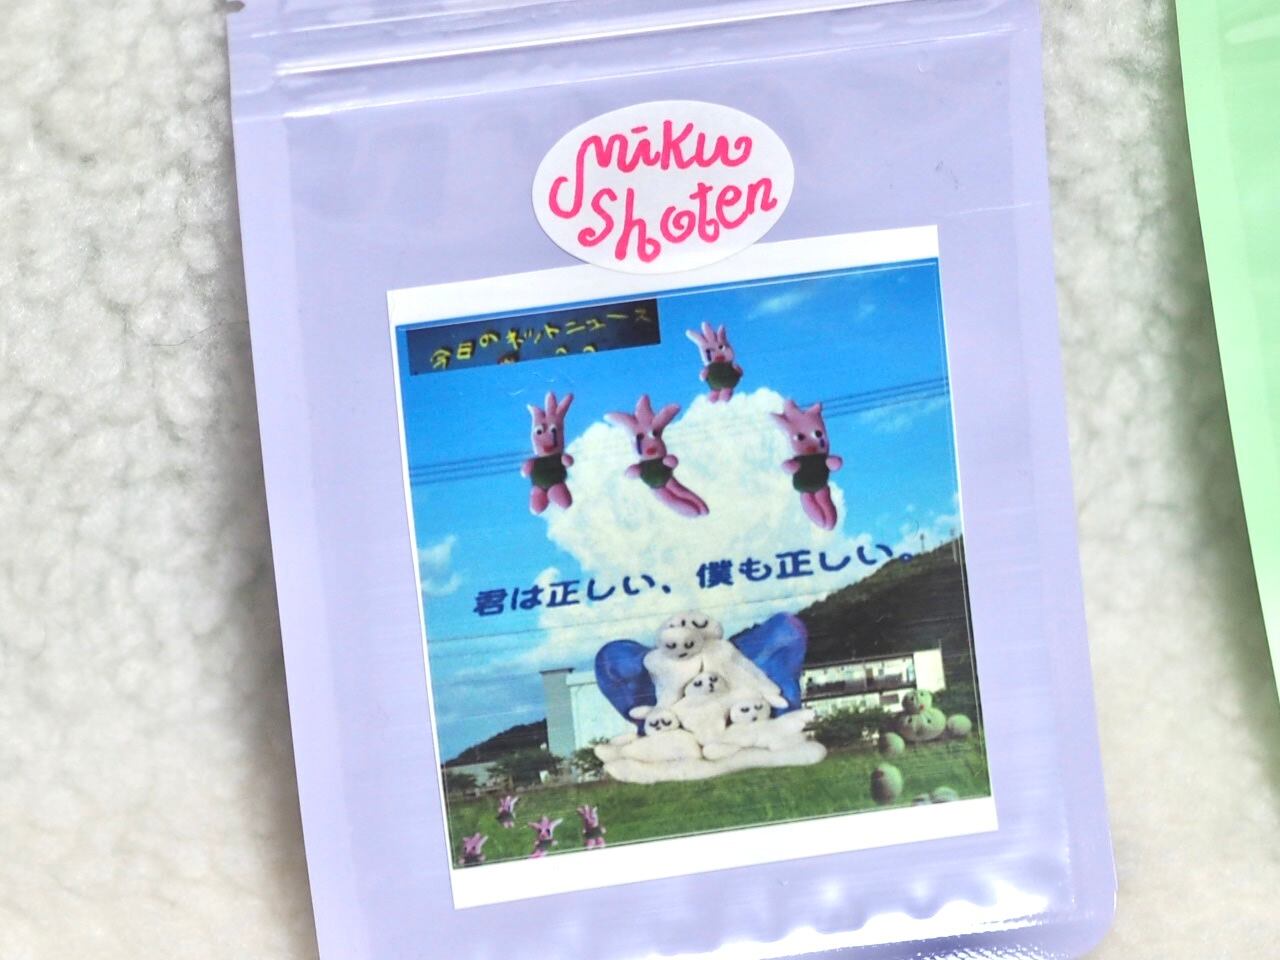 Miku
Shoten
今日のホットニュース
君は正しい、僕も正しい。